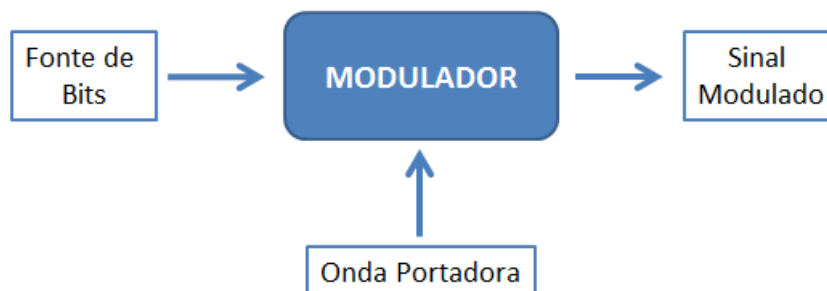 Fonte de
Bits
MODULADOR
Sinal
Modulado
Onda Portadora